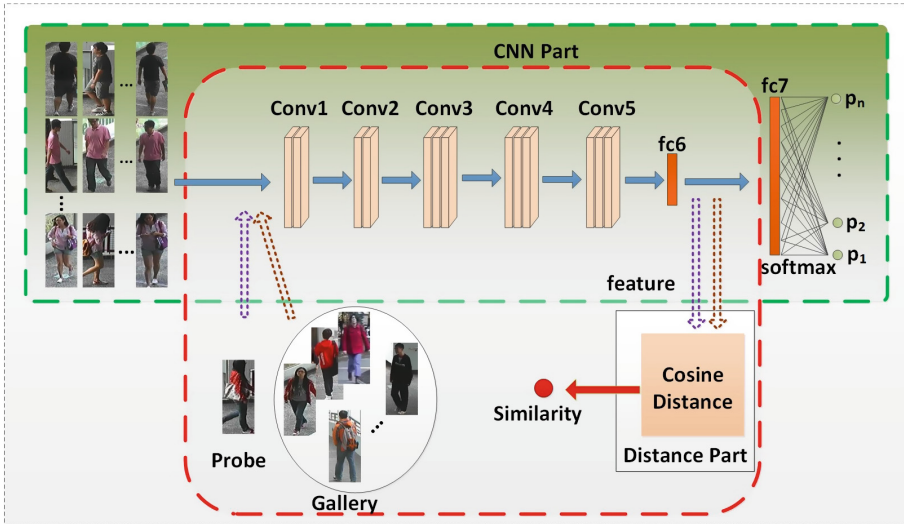 CNN Part
Conv1 Conv2 Conv3 Conv4 Conv5
fc6
fc7
pn
p2
p1
softmax
feature
Cosine
Distance
Distance Part
Similarity
Probe
Gallery